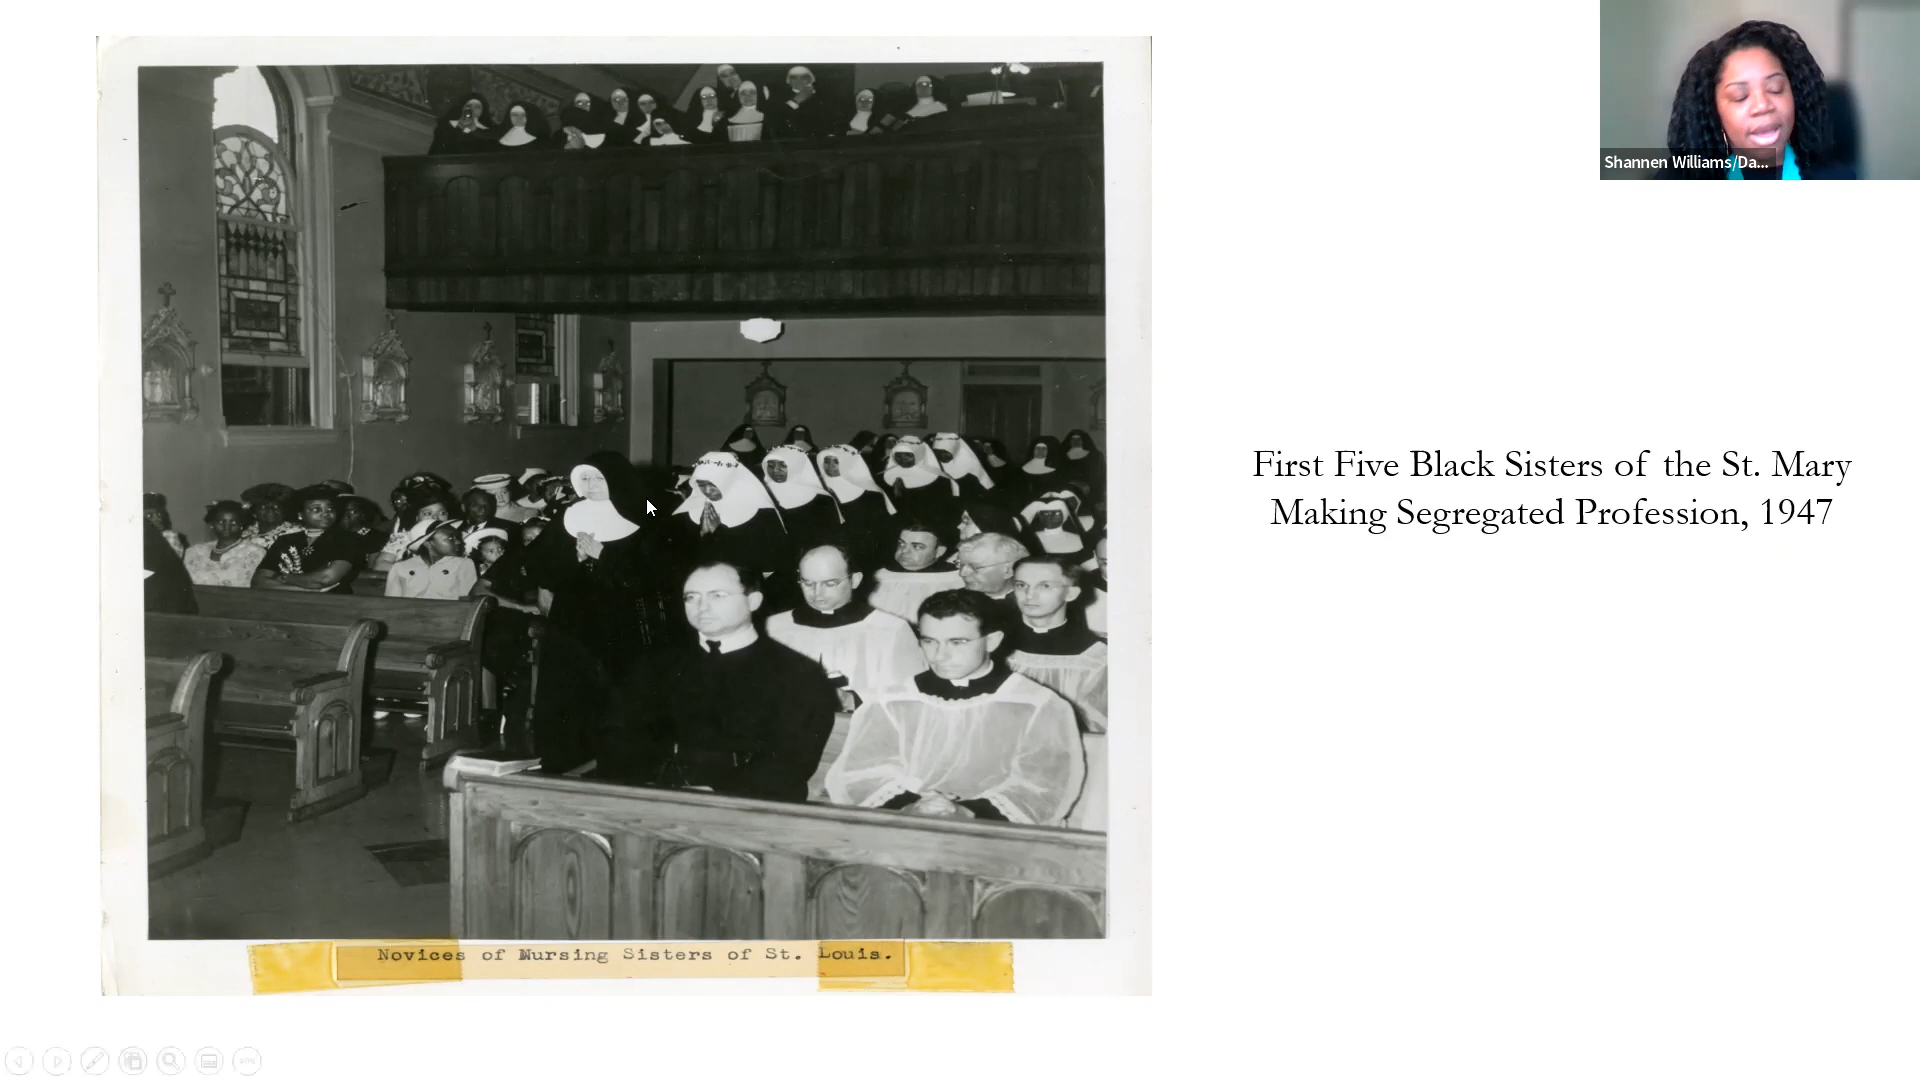 Shannen Williams/Da...
First Five Black Sisters of the St. Mary
Making Segregated Profession, 1947
Novices of Nursing Sisters of St. Louis.